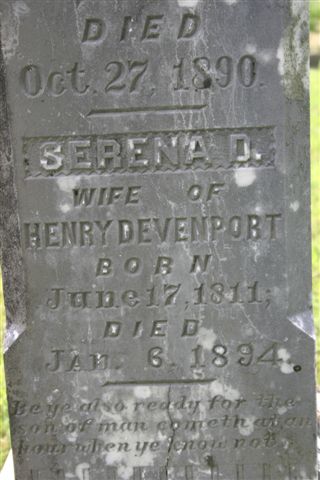 DIED
Oct. 27, 1890.
SERENA D.
WIFE OF
HENRY DEVENPORT
BORN
June 17, 1811;
DIED
JAN. 6. 1894.
Be ye also ready for the
son of man cometh at an
hour when ye know not.